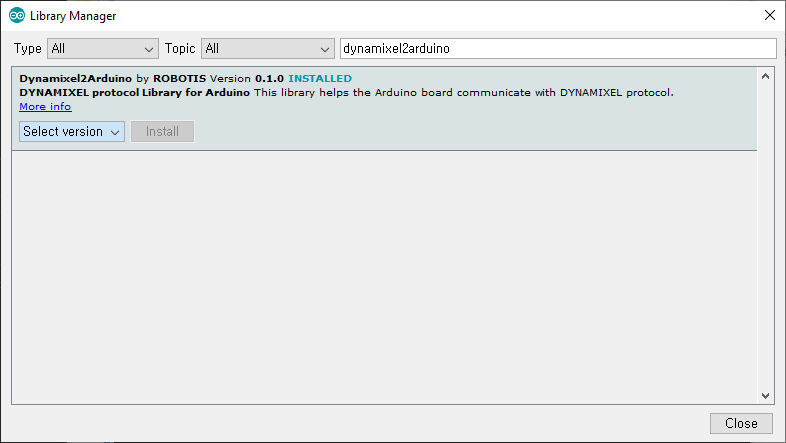 Library Manager
Type All Topic All dynamixel2arduino
Dynamixel2Arduino by ROBOTIS Version 0.1.0 INSTALLED
DYNAMIXEL protocol Library for Arduino This library helps the Arduino board communicate with DYNAMIXEL protocol.
More info
Select version Install
Close